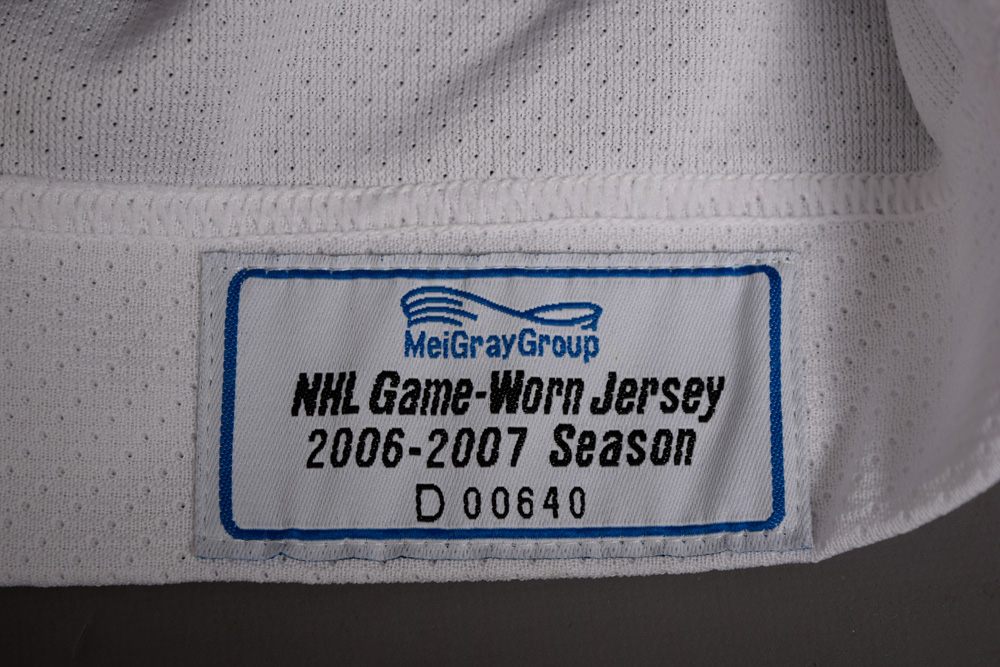 MeiGrayGroup
NHL Game-Worn Jersey
2006-2007 Season
D 00640